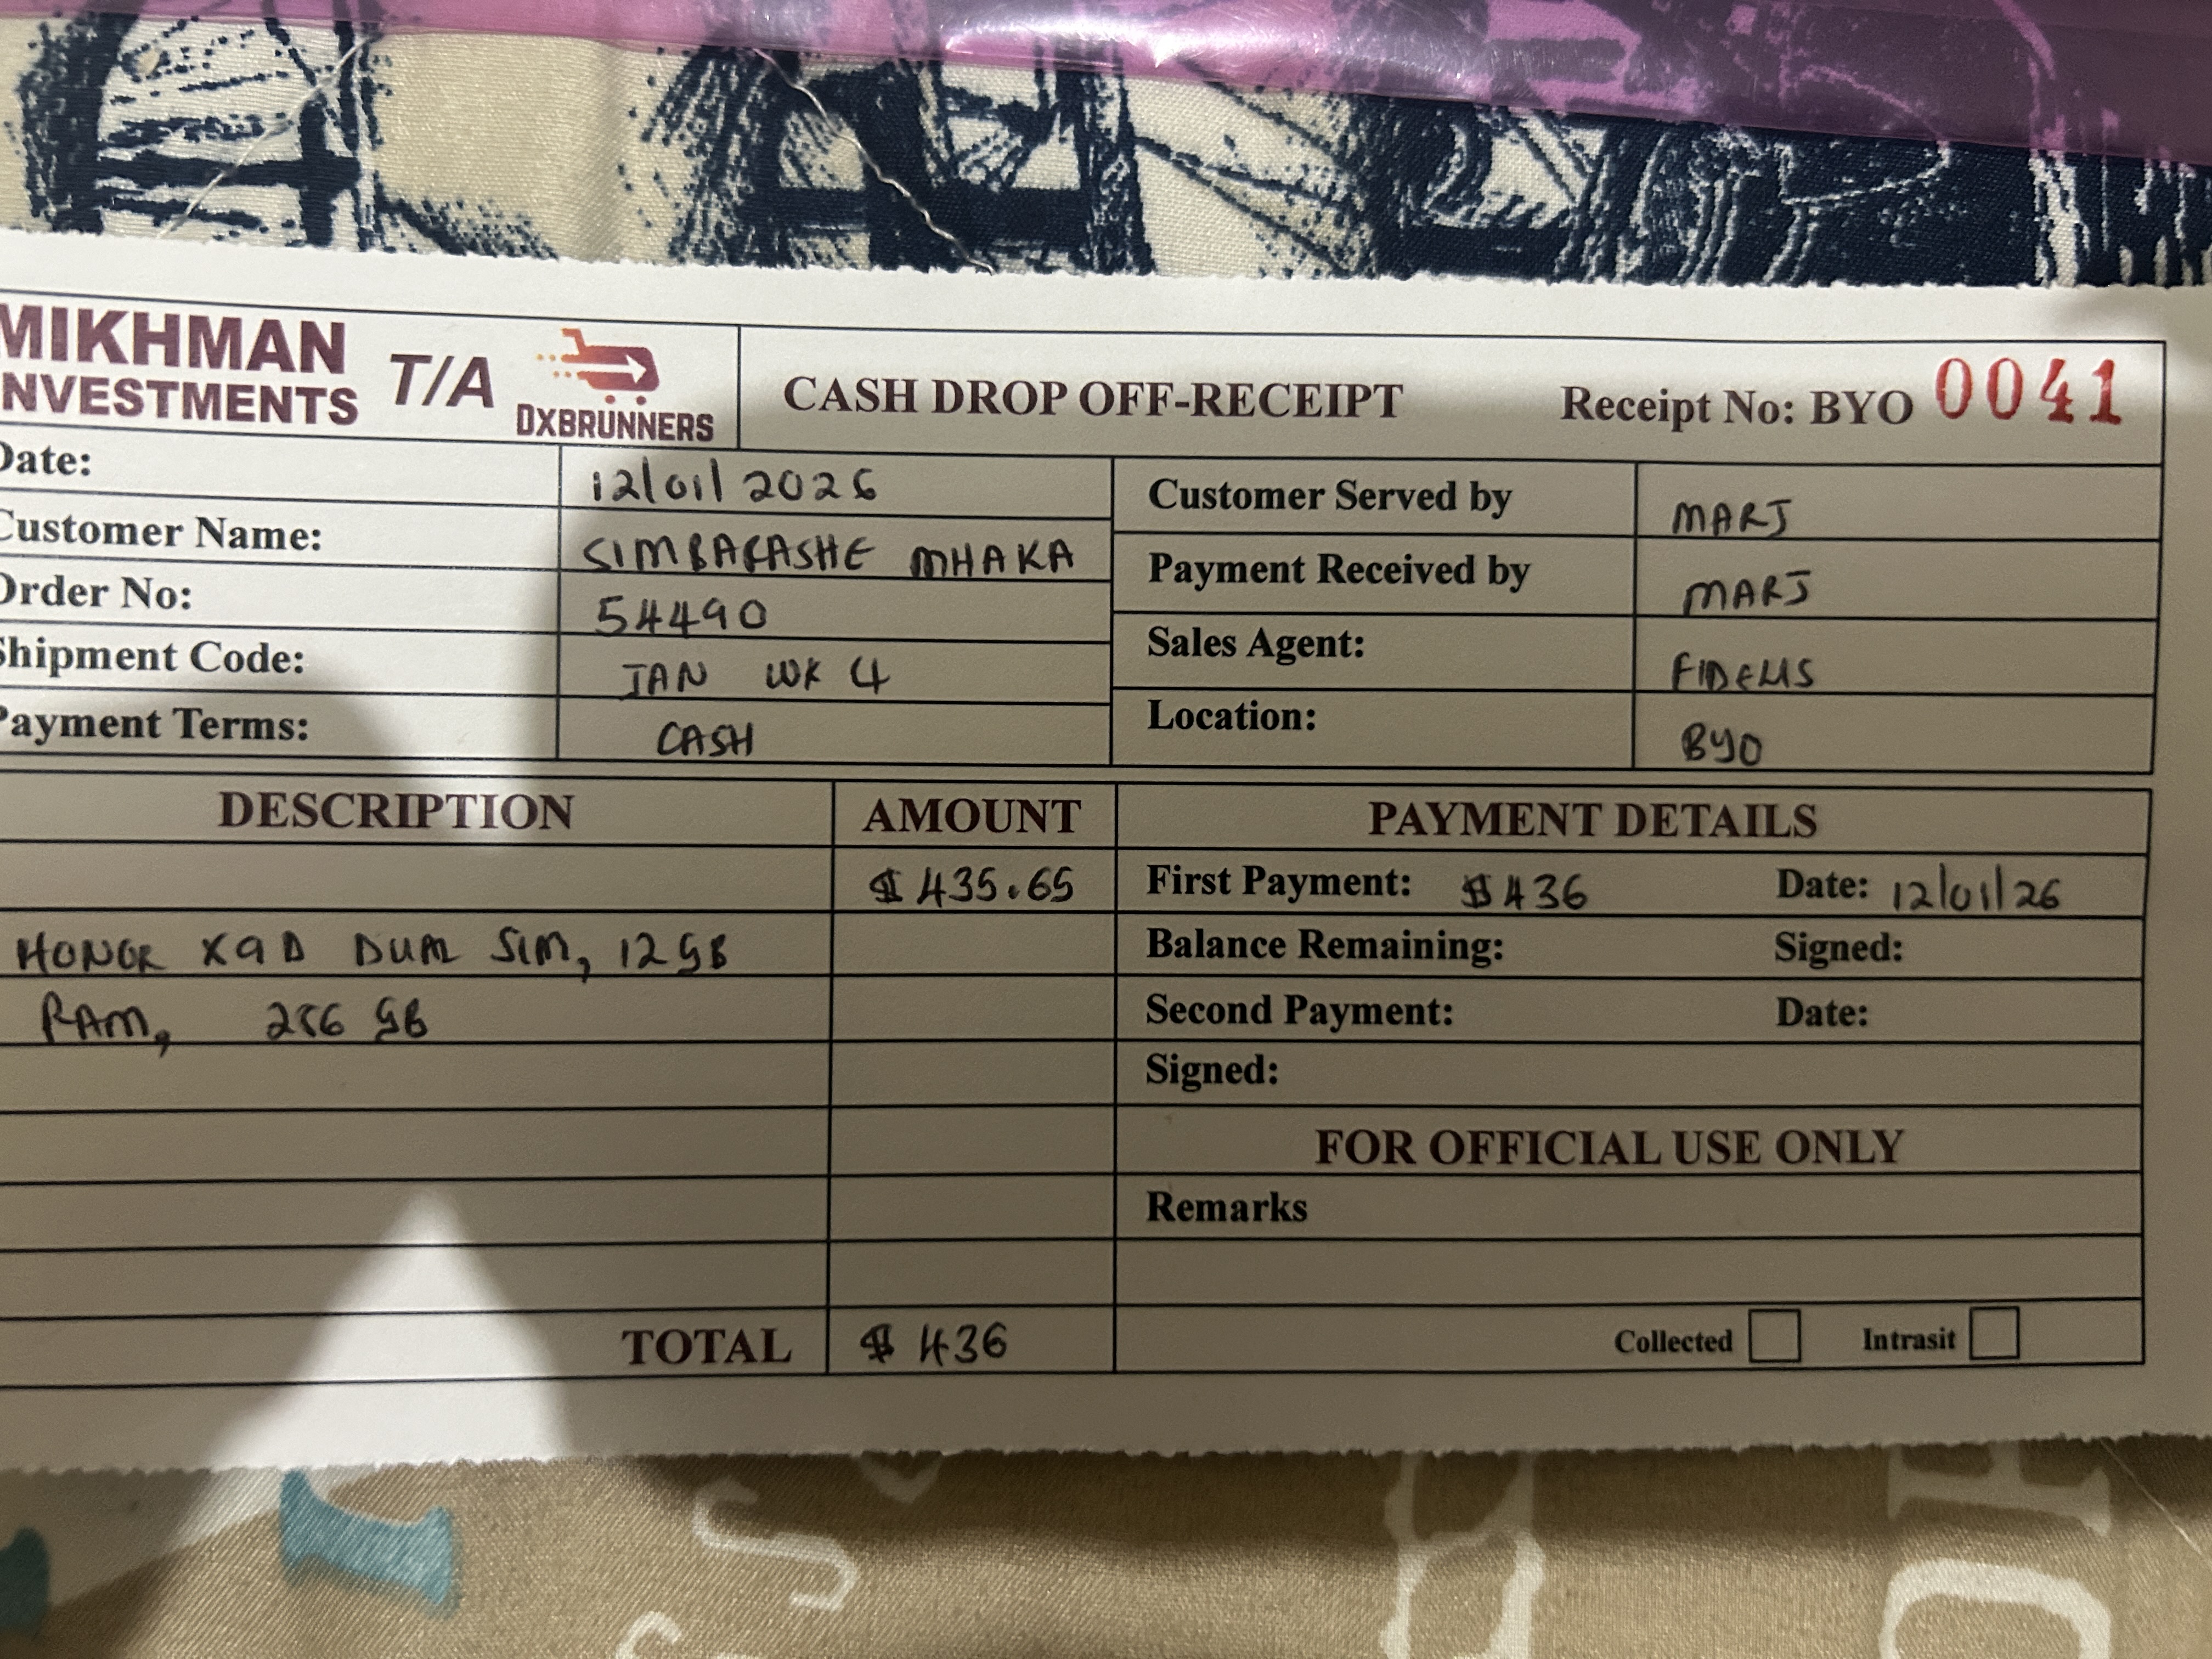 MIKHMAN
INVESTMENTS T/A DXBRUNNERS
CASH DROP OFF-RECEIPT
Receipt No: BYO 0041
Date: 12/01/2026
Customer Name: SIMBARASHE MHAKA
Order No: 54490
Shipment Code: JAN WK 4
Payment Terms: CASH
Customer Served by MARJ
Payment Received by MARJ
Sales Agent: FIDELIS
Location: BYO
DESCRIPTION AMOUNT PAYMENT DETAILS
$ 435.65
HONOR X9D DUAL SIM, 12GB
RAM, 256 GB
First Payment: $436 Date: 12/01/26
Balance Remaining: Signed:
Second Payment: Date:
Signed:
FOR OFFICIAL USE ONLY
Remarks
TOTAL $ 436
Collected Intrasit